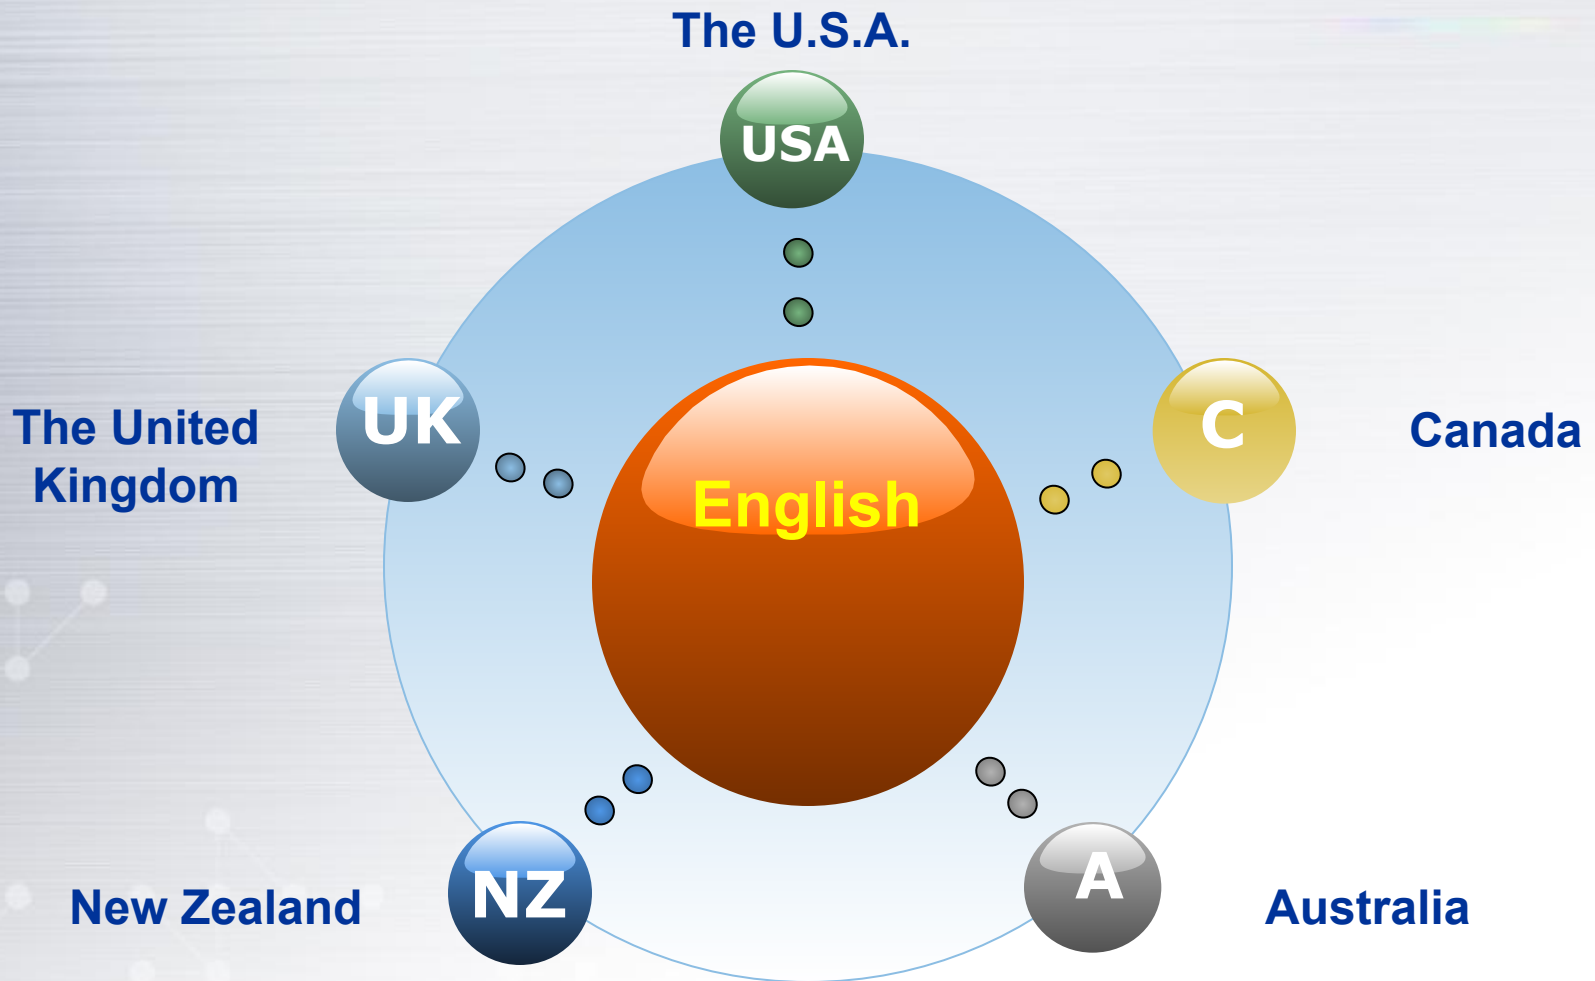 The U.S.A.
USA
The United
Kingdom
UK
C
Canada
English
New Zealand
NZ
A
Australia